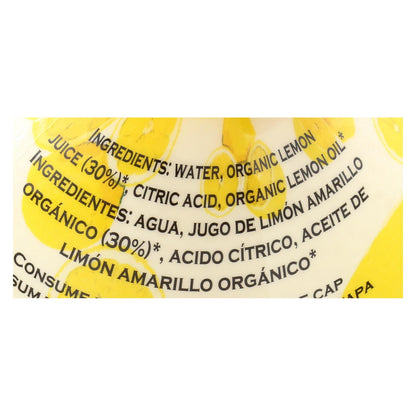 INGREDIENTS: WATER, ORGANIC LEMON
JUICE (30%)*, CITRIC ACID, ORGANIC LEMON OIL*
INGREDIENTES: AGUA, JUGO DE LIMÓN AMARILLO
ORGÁNICO (30%)*, ACIDO CÍTRICO, ACEITE DE
LIMÓN AMARILLO ORGÁNICO*
CONSUME
CAP